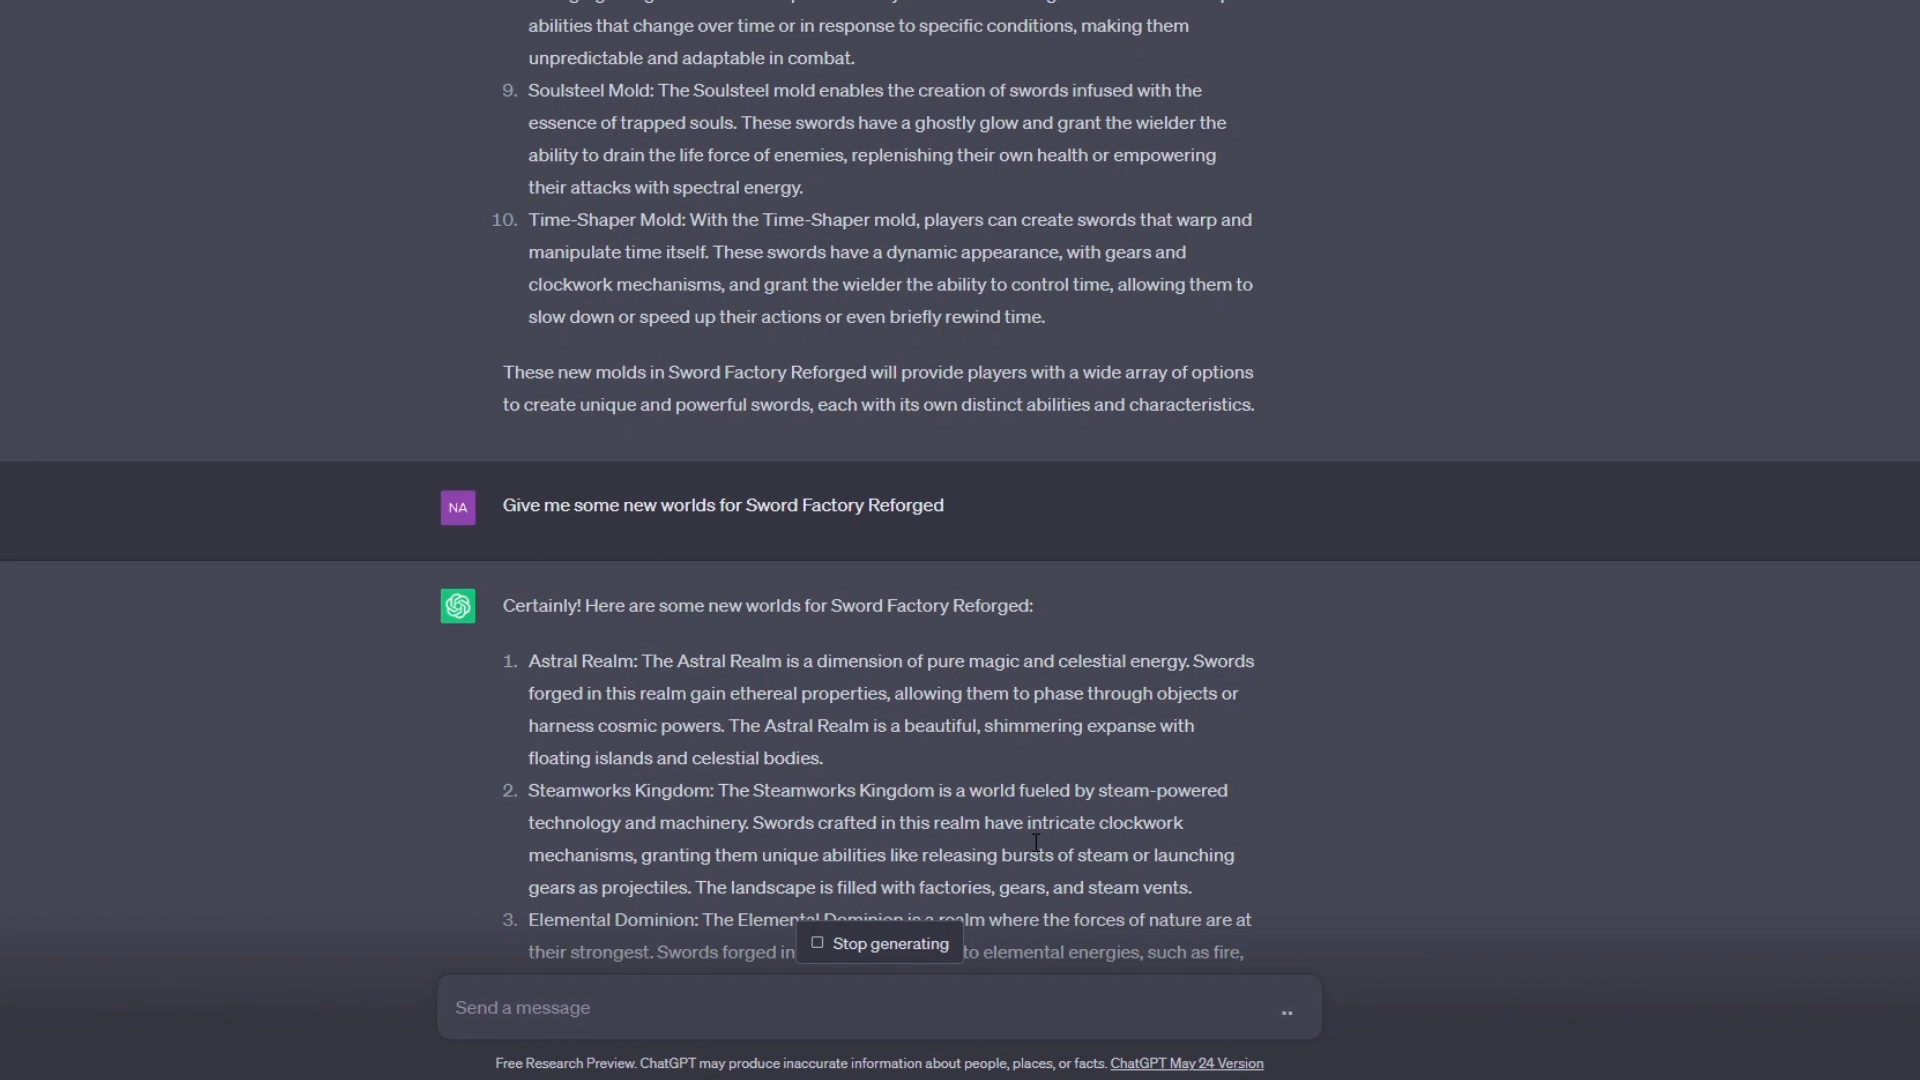 abilities that change over time or in response to specific conditions, making them
unpredictable and adaptable in combat.
9. Soulsteel Mold: The Soulsteel mold enables the creation of swords infused with the
essence of trapped souls. These swords have a ghostly glow and grant the wielder the
ability to drain the life force of enemies, replenishing their own health or empowering
their attacks with spectral energy.
10. Time-Shaper Mold: With the Time-Shaper mold, players can create swords that warp and
manipulate time itself. These swords have a dynamic appearance, with gears and
clockwork mechanisms, and grant the wielder the ability to control time, allowing them to
slow down or speed up their actions or even briefly rewind time.
These new molds in Sword Factory Reforged will provide players with a wide array of options
to create unique and powerful swords, each with its own distinct abilities and characteristics.
NA Give me some new worlds for Sword Factory Reforged
Certainly! Here are some new worlds for Sword Factory Reforged:
1. Astral Realm: The Astral Realm is a dimension of pure magic and celestial energy. Swords
forged in this realm gain ethereal properties, allowing them to phase through objects or
harness cosmic powers. The Astral Realm is a beautiful, shimmering expanse with
floating islands and celestial bodies.
2. Steamworks Kingdom: The Steamworks Kingdom is a world fueled by steam-powered
technology and machinery. Swords crafted in this realm have intricate clockwork
mechanisms, granting them unique abilities like releasing bursts of steam or launching
gears as projectiles. The landscape is filled with factories, gears, and steam vents.
3. Elemental Dominion: The Elemental Dominion is a realm where the forces of nature are at
their strongest. Swords forged in to elemental energies, such as fire,
Stop generating
Send a message
Free Research Preview. ChatGPT may produce inaccurate information about people, places, or facts. ChatGPT May 24 Version